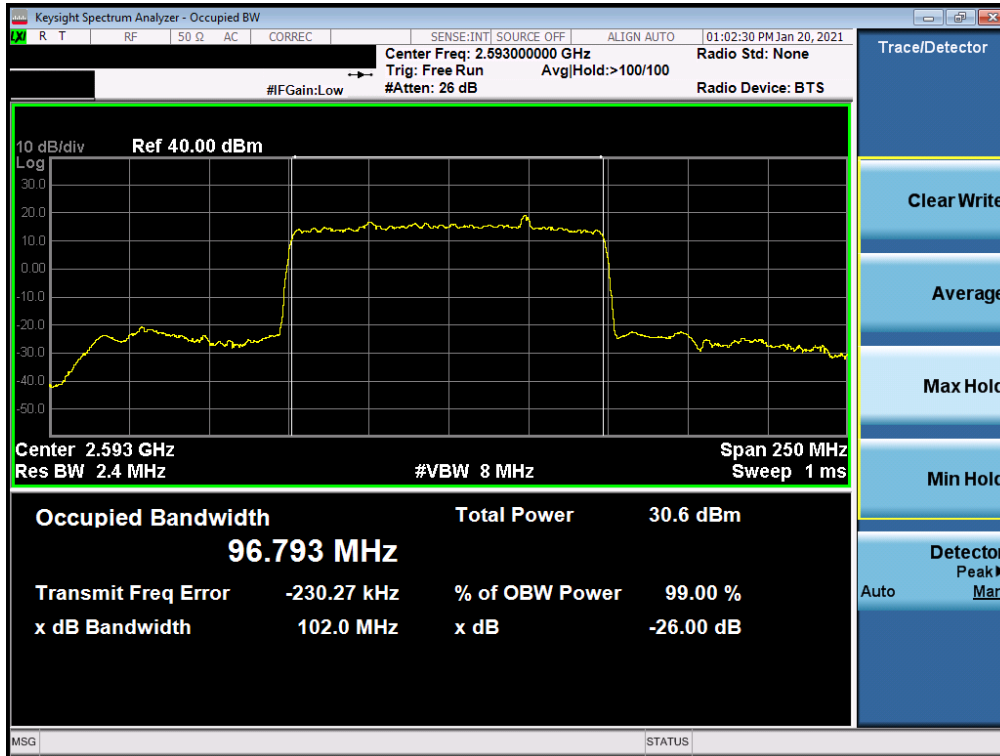 Keysight Spectrum Analyzer - Occupied BW
LXI R T RF 50 Ω AC CORREC SENSE:INT SOURCE OFF ALIGN AUTO 01:02:30 PM Jan 20, 2021
Center Freq: 2.593000000 GHz Radio Std: None
Trig: Free Run Avg|Hold:>100/100
#IFGain:Low #Atten: 26 dB Radio Device: BTS
Trace/Detector
10 dB/div Ref 40.00 dBm
Log
30.0
20.0
10.0
0.00
-10.0
-20.0
-30.0
-40.0
-50.0
Center 2.593 GHz Span 250 MHz
Res BW 2.4 MHz #VBW 8 MHz Sweep 1 ms
Occupied Bandwidth Total Power 30.6 dBm
96.793 MHz
Transmit Freq Error -230.27 kHz % of OBW Power 99.00 %
x dB Bandwidth 102.0 MHz x dB -26.00 dB
Clear Write
Average
Max Hold
Min Hold
Detector
Peak
Auto Man
MSG STATUS